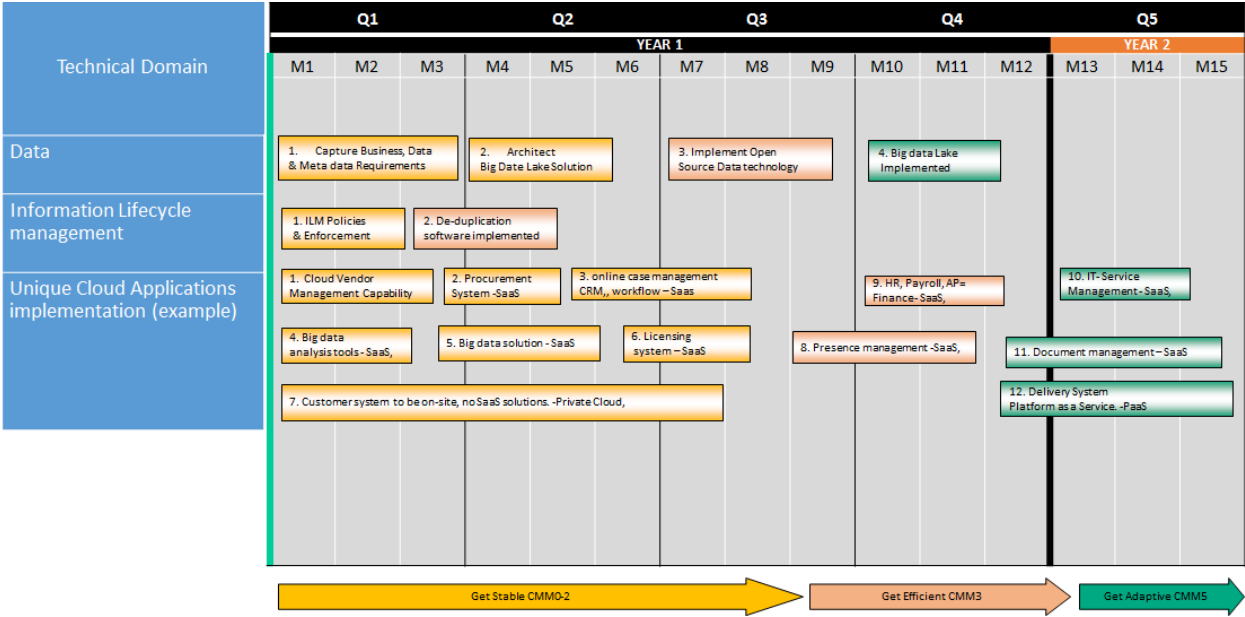 Technical Domain
Q1 Q2 Q3 Q4 Q5
YEAR 1 YEAR 2
M1 M2 M3 M4 M5 M6 M7 M8 M9 M10 M11 M12 M13 M14 M15
Data
1. Capture Business, Data
& Meta data Requirements
2. Architect
Big Date Lake Solution
3. Implement Open
Source Data technology
4. Big data Lake
Implemented
Information Lifecycle
management
1. ILM Policies
& Enforcement
2. De-duplication
software implemented
Unique Cloud Applications
implementation (example)
1. Cloud Vendor
Management Capability
2. Procurement
System -SaaS
3. online case management
CRM,, workflow – Saas
9. HR, Payroll, AP=
Finance- SaaS,
10. IT- Service
Management - SaaS,
4. Big data
analysis tools - SaaS,
5. Big data solution - SaaS
6. Licensing
system – SaaS
8. Presence management -SaaS,
11. Document management – SaaS
7. Customer system to be on-site, no SaaS solutions. -Private Cloud,
12. Delivery System
Platform as a Service. -PaaS
Get Stable CMM0-2
Get Efficient CMM3
Get Adaptive CMM5